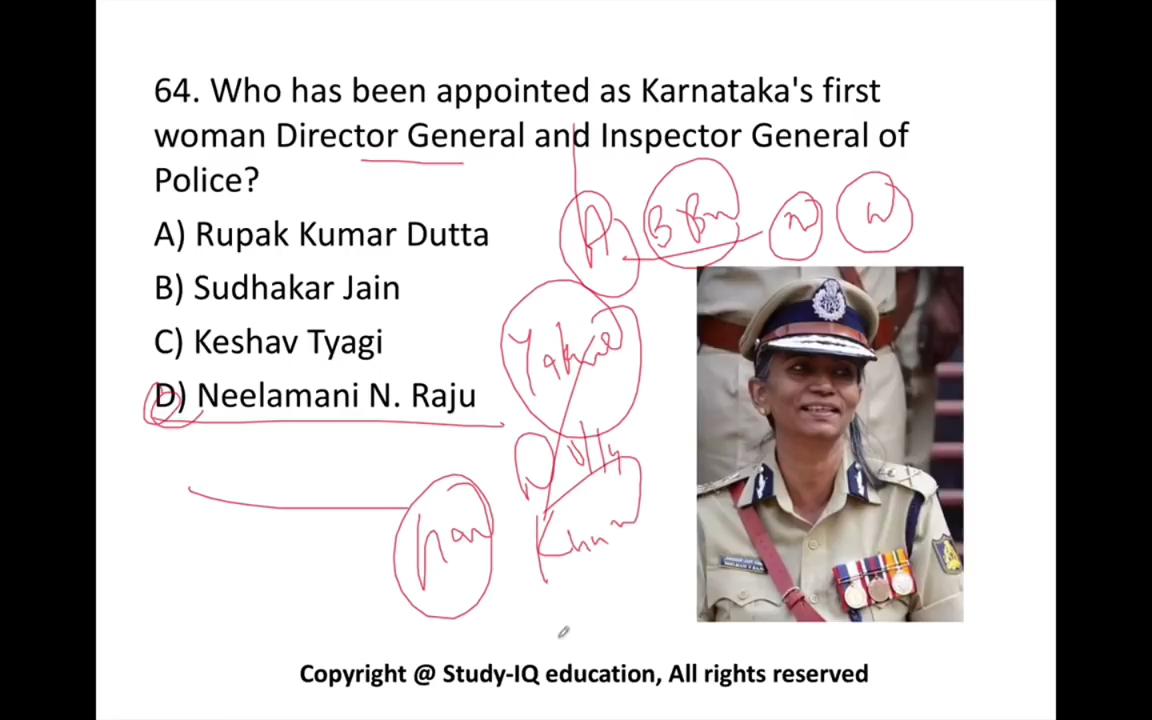 64. Who has been appointed as Karnataka's first
woman Director General and Inspector General of
Police?
A) Rupak Kumar Dutta
B) Sudhakar Jain
C) Keshav Tyagi
D) Neelamani N. Raju
A
N
Copyright @ Study-IQ education, All rights reserved